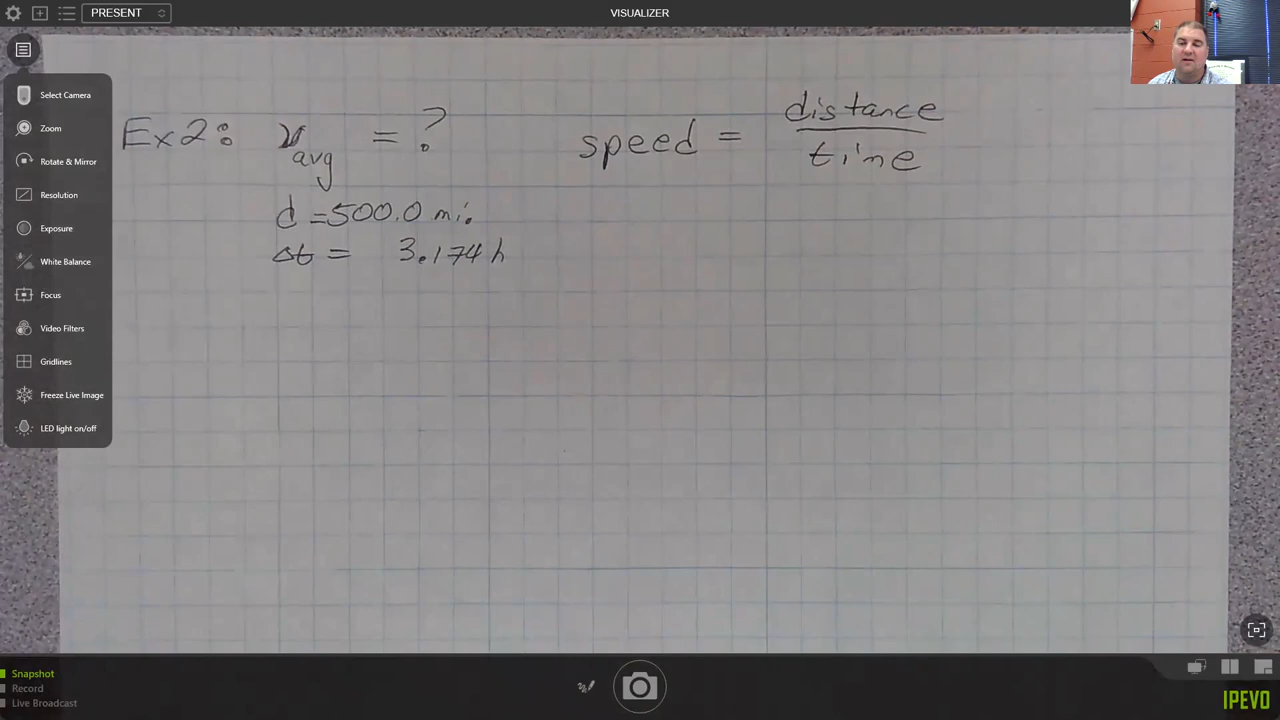 PRESENT
VISUALIZER
Select Camera
Zoom
Rotate & Mirror
Resolution
Exposure
White Balance
Focus
Video Filters
Gridlines
Freeze Live Image
LED light on/off
Ex2: v avg = ?
d = 500.0 mi.
Δt = 3.174 h
speed = distance / time
Snapshot
Record
Live Broadcast
IPEVO